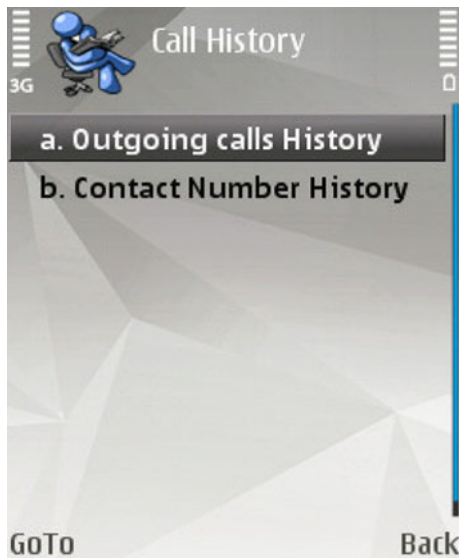 Call History
3G
a. Outgoing calls History
b. Contact Number History
GoTo Back